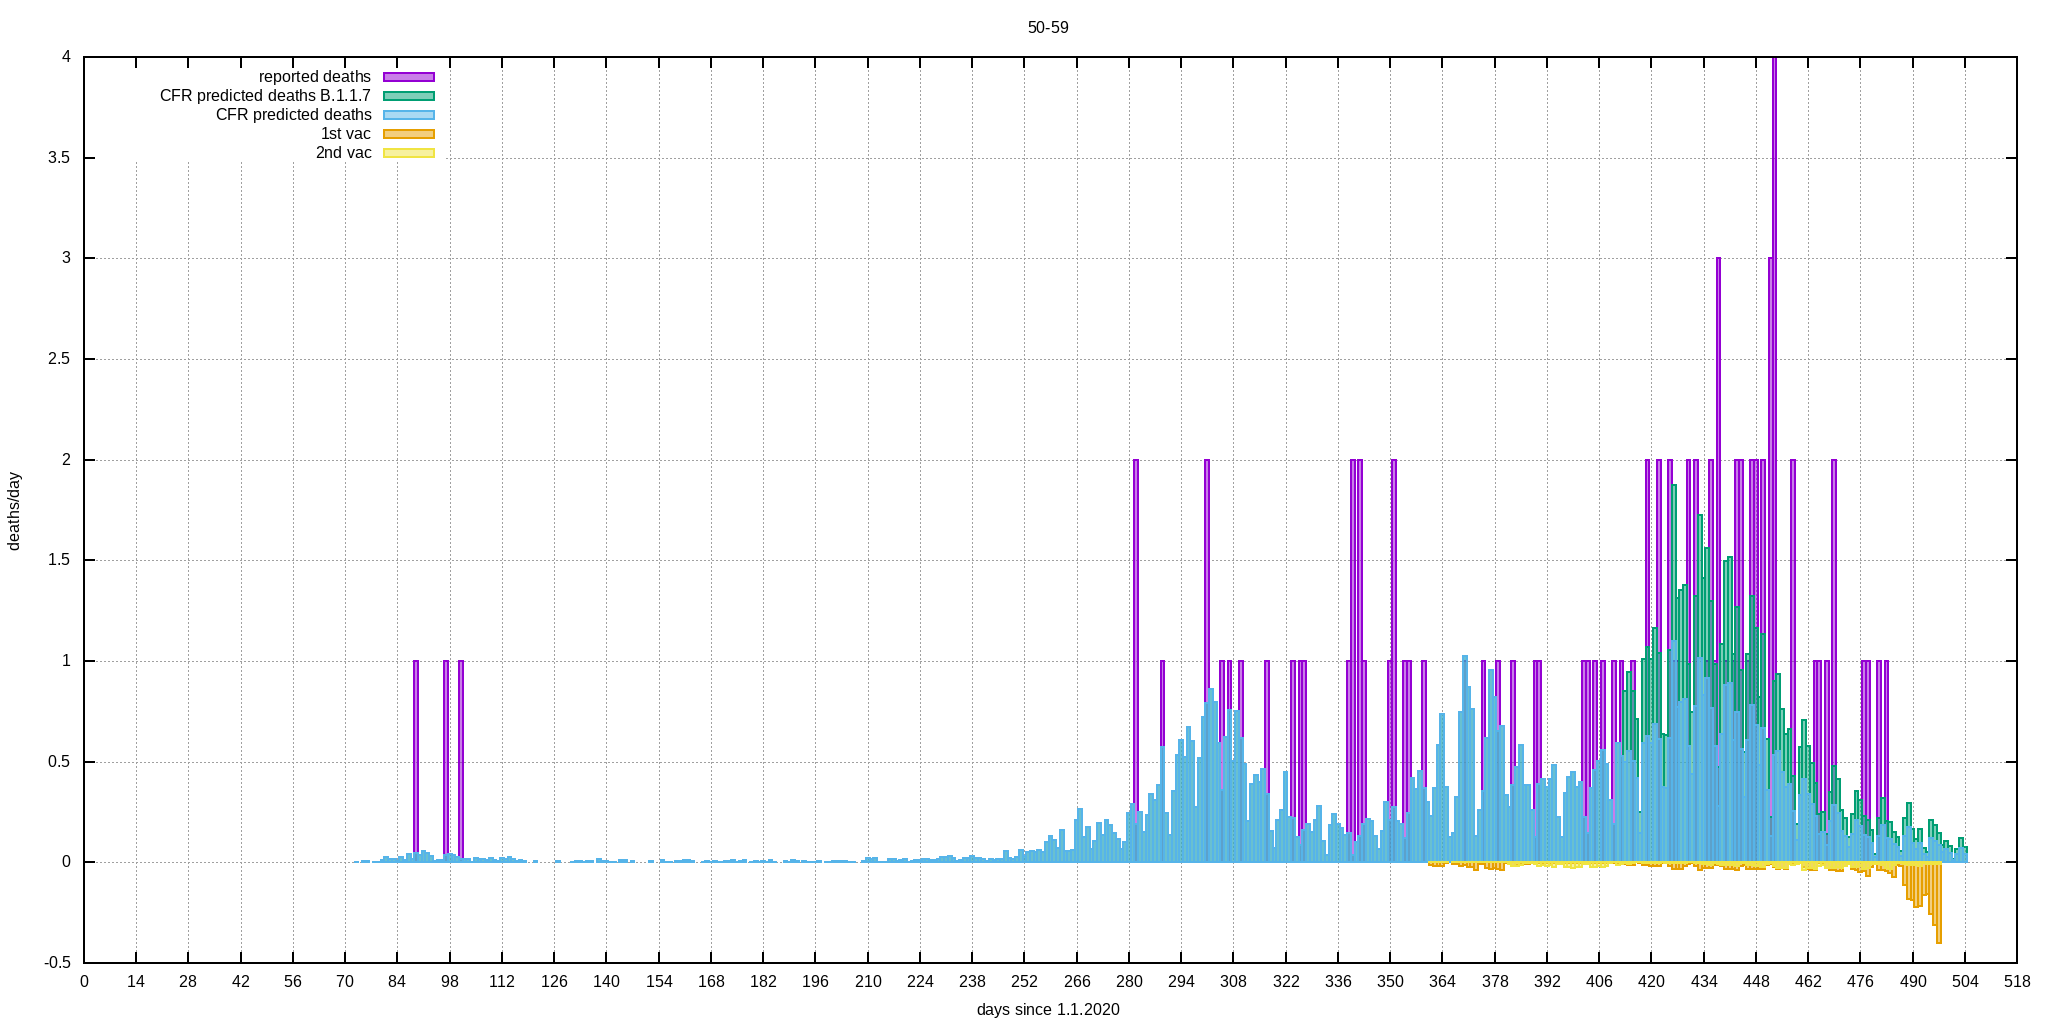 50-59
4
3.5
3
2.5
2
1.5
1
0.5
0
-0.5
deaths/day
reported deaths
CFR predicted deaths B.1.1.7
CFR predicted deaths
1st vac
2nd vac
0 14 28 42 56 70 84 98 112 126 140 154 168 182 196 210 224 238 252 266 280 294 308 322 336 350 364 378 392 406 420 434 448 462 476 490 504 518
days since 1.1.2020